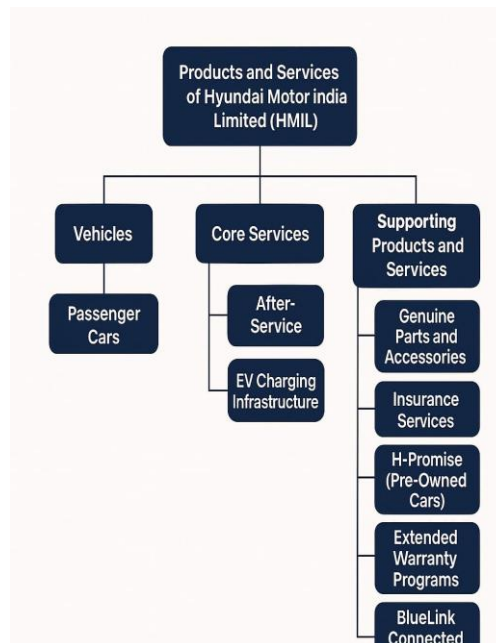 Products and Services
of Hyundai Motor india
Limited (HMIL)
Vehicles
Passenger
Cars
Core Services
After-
Service
EV Charging
Infrastructure
Supporting
Products and
Services
Genuine
Parts and
Accessories
Insurance
Services
H-Promise
(Pre-Owned
Cars)
Extended
Warranty
Programs
BlueLink
Connected